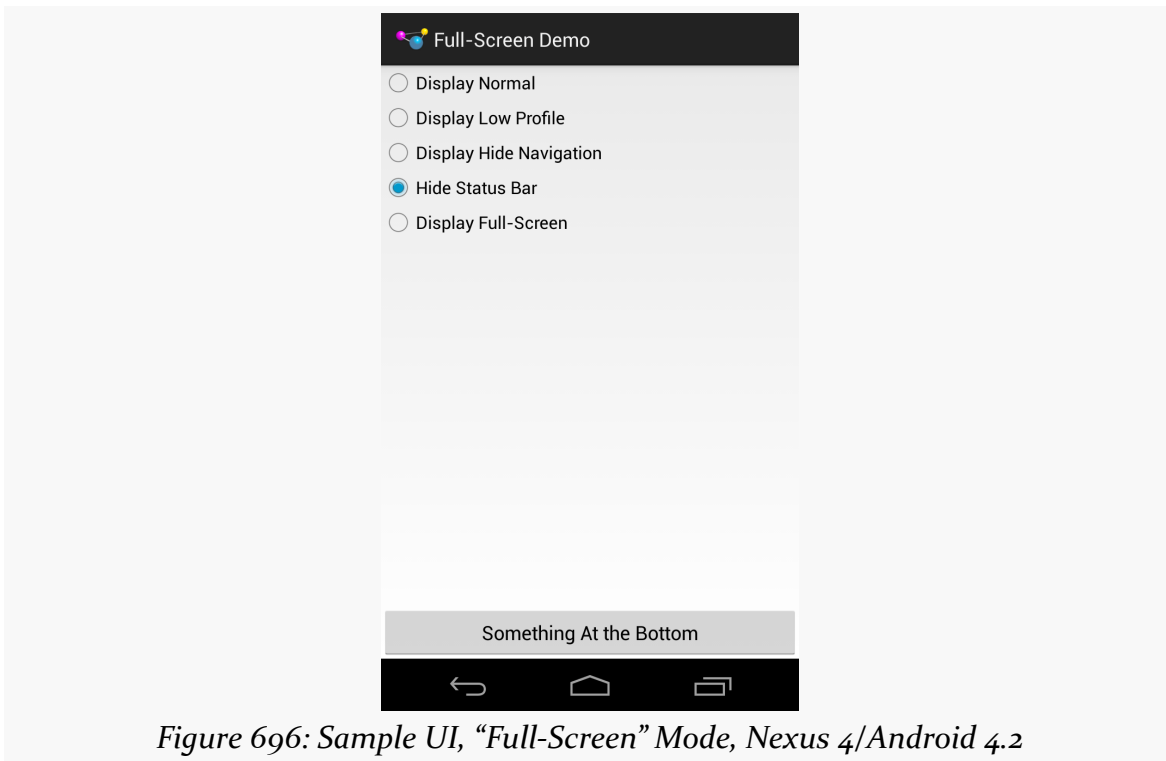 Full-Screen Demo
Display Normal
Display Low Profile
Display Hide Navigation
Hide Status Bar
Display Full-Screen
Something At the Bottom
Figure 696: Sample UI, “Full-Screen” Mode, Nexus 4/Android 4.2